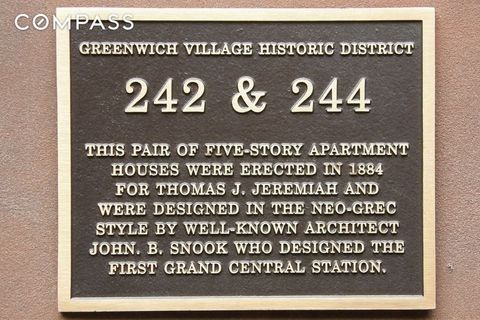 COMPASS
GREENWICH VILLAGE HISTORIC DISTRICT
242 & 244
THIS PAIR OF FIVE-STORY APARTMENT
HOUSES WERE ERECTED IN 1884
FOR THOMAS J. JEREMIAH AND
WERE DESIGNED IN THE NEO-GREC
STYLE BY WELL-KNOWN ARCHITECT
JOHN. B. SNOOK WHO DESIGNED THE
FIRST GRAND CENTRAL STATION.